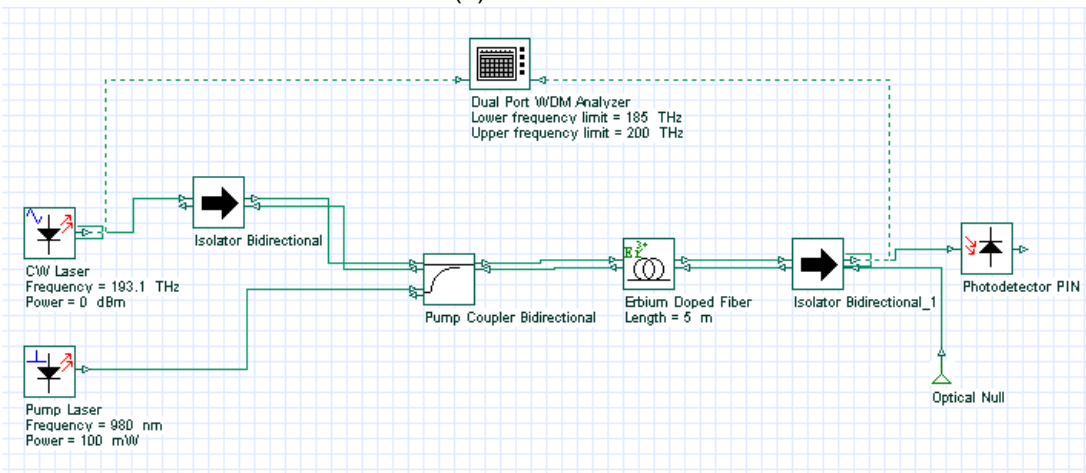 Dual Port WDM Analyzer
Lower frequency limit = 185 THz
Upper frequency limit = 200 THz
Isolator Bidirectional
CW Laser
Frequency = 193.1 THz
Power = 0 dBm
Pump Coupler Bidirectional
Er 3+
Erbium Doped Fiber
Length = 5 m
Isolator Bidirectional_1
Photodetector PIN
Pump Laser
Frequency = 980 nm
Power = 100 mW
Optical Null